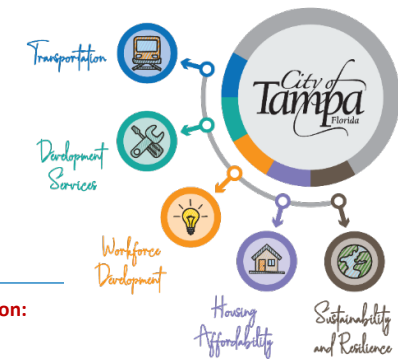 Transportation
City of
Tampa
Florida
Development
Services
Workforce
Development
on:
Housing
Affordability
Sustainability
and Resilience